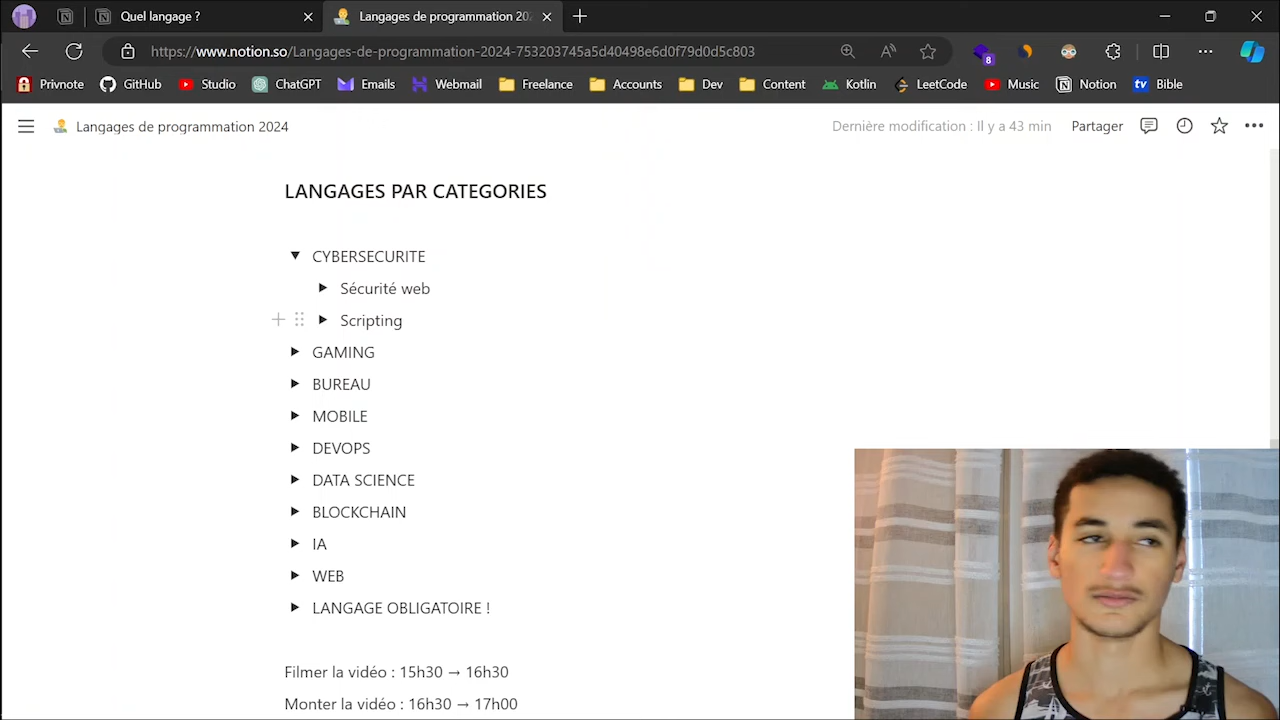 Quel langage ?
Langages de programmation 202
https://www.notion.so/Langages-de-programmation-2024-753203745a5d40498e6d0f79d0d5c803
8
Privnote GitHub Studio ChatGPT Emails Webmail Freelance Accounts Dev Content Kotlin LeetCode Music Notion tv Bible
Langages de programmation 2024
Dernière modification : Il y a 43 min Partager
LANGAGES PAR CATEGORIES
CYBERSECURITE
Sécurité web
Scripting
GAMING
BUREAU
MOBILE
DEVOPS
DATA SCIENCE
BLOCKCHAIN
IA
WEB
LANGAGE OBLIGATOIRE !
Filmer la vidéo : 15h30 → 16h30
Monter la vidéo : 16h30 → 17h00